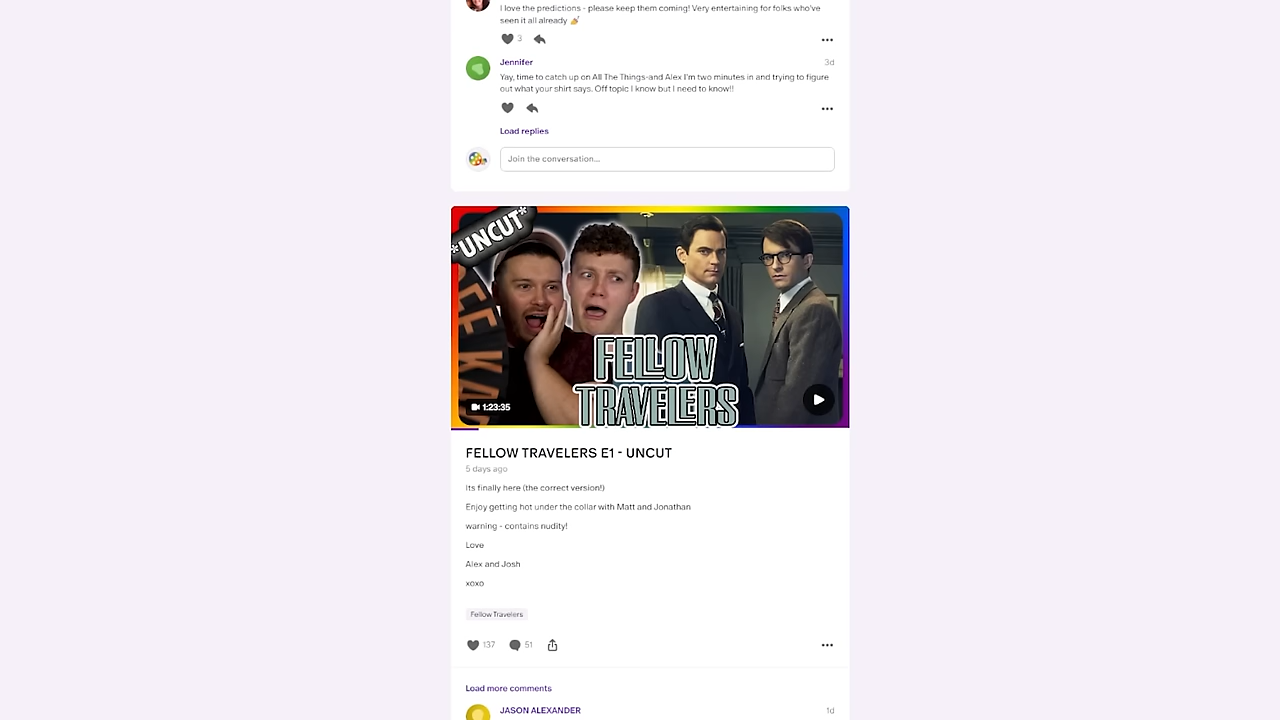 I love the predictions - please keep them coming! Very entertaining for folks who've
seen it all already
3
Jennifer
3d
Yay, time to catch up on All The Things-and Alex I'm two minutes in and trying to figure
out what your shirt says. Off topic I know but I need to know!!
Load replies
Join the conversation...
*UNCUT*
FELLOW
TRAVELERS
1:23:35
FELLOW TRAVELERS E1 - UNCUT
5 days ago
Its finally here (the correct version!)
Enjoy getting hot under the collar with Matt and Jonathan
warning - contains nudity!
Love
Alex and Josh
xoxo
Fellow Travelers
137
51
Load more comments
JASON ALEXANDER
1d